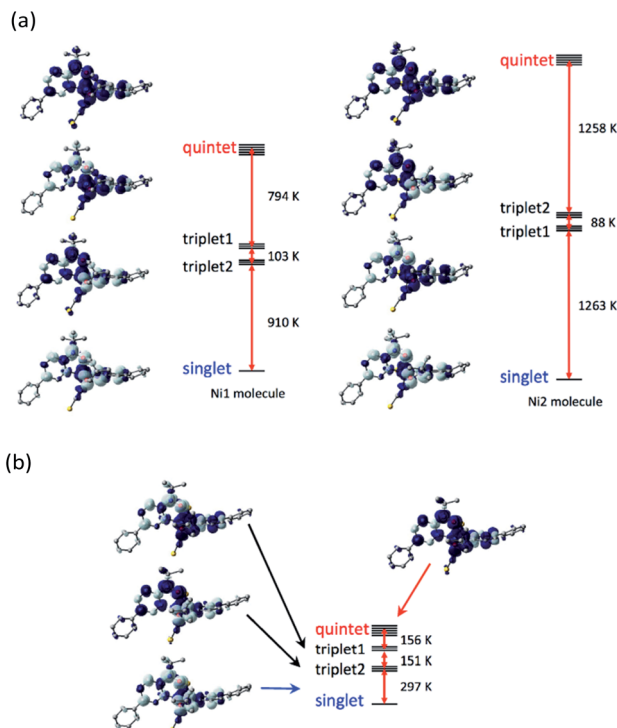 (a)
quintet
794 K
triplet1
103 K
triplet2
910 K
singlet
Ni1 molecule
quintet
1258 K
triplet2
88 K
triplet1
1263 K
singlet
Ni2 molecule
(b)
quintet
156 K
triplet1
151 K
triplet2
297 K
singlet